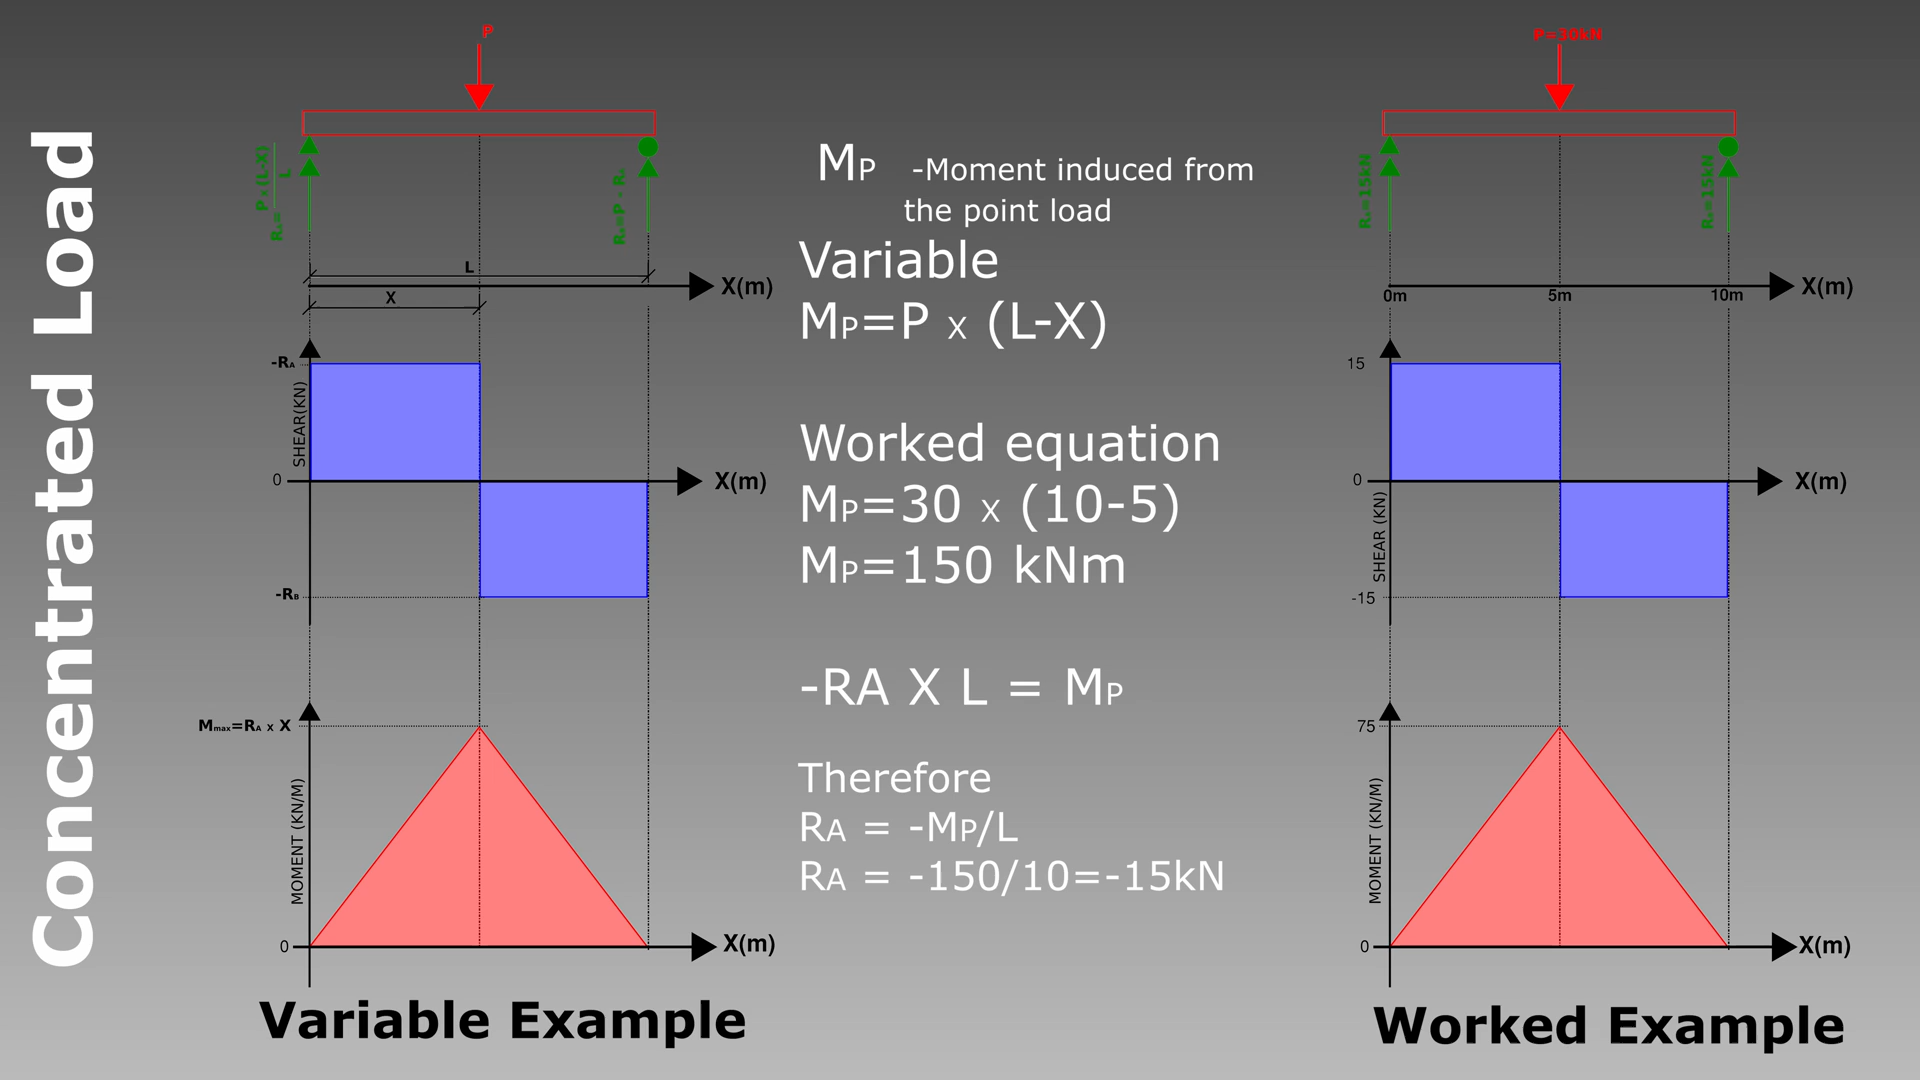 Concentrated Load
P
RA= P x (L-X)
L
RB=P - RA
L
X(m)
X
-RA
SHEAR(KN)
0
X(m)
-RB
Mmax=RA x X
MOMENT (KN/M)
0
X(m)
Variable Example
MP -Moment induced from
the point load
Variable
MP=P X (L-X)
Worked equation
MP=30 X (10-5)
MP=150 kNm
-RA X L = MP
Therefore
RA = -MP/L
RA = -150/10=-15kN
P=30kN
RA=15kN
=15kN
0m
5m
10m
X(m)
15
SHEAR (KN)
0
X(m)
-15
75
MOMENT (KN/M)
0
X(m)
Worked Example